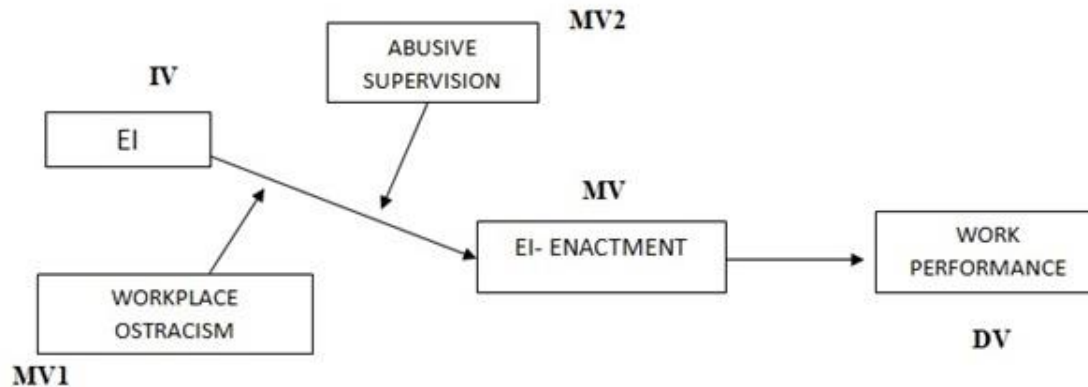 MV2
ABUSIVE
SUPERVISION
IV
EI
MV
EI- ENACTMENT
WORK
PERFORMANCE
WORKPLACE
OSTRACISM
DV
MV1